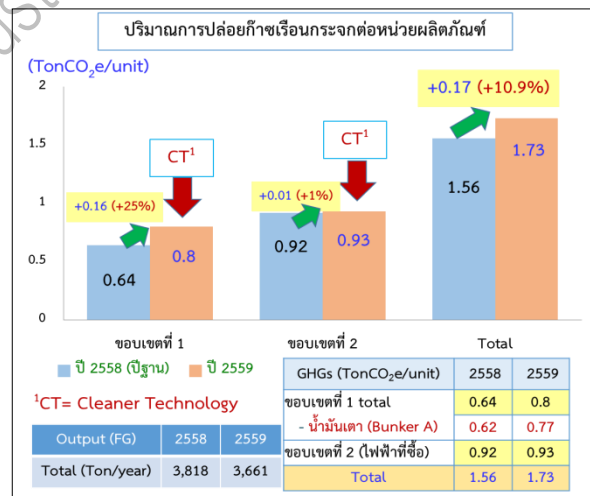 ปริมาณการปล่อยก๊าซเรือนกระจกต่อหน่วยผลิตภัณฑ์
(TonCO₂e/unit)
2
1.5
1
0.5
0
+0.16 (+25%)
CT¹
0.64
0.8
+0.01 (+1%)
CT¹
0.92
0.93
+0.17 (+10.9%)
1.56
1.73
ขอบเขตที่ 1
ขอบเขตที่ 2
Total
ปี 2558 (ปีฐาน)
ปี 2559
¹CT= Cleaner Technology
Output (FG) 2558 2559
Total (Ton/year) 3,818 3,661
GHGs (TonCO₂e/unit) 2558 2559
ขอบเขตที่ 1 total 0.64 0.8
- น้ำมันเตา (Bunker A) 0.62 0.77
ขอบเขตที่ 2 (ไฟฟ้าที่ซื้อ) 0.92 0.93
Total 1.56 1.73